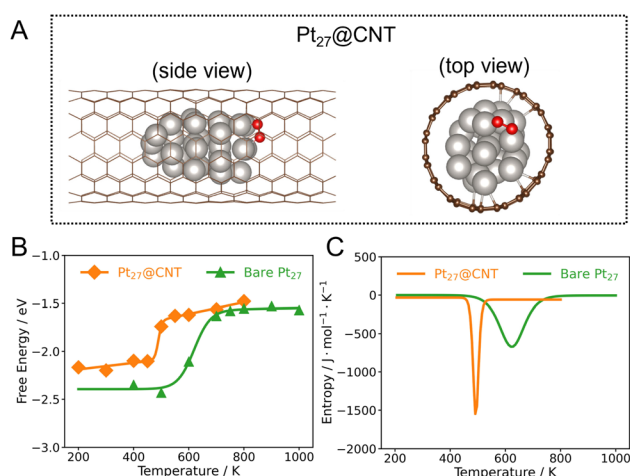 A
Pt₂₇@CNT
(side view)
(top view)
B
Free Energy / eV
−1.0
−1.5
−2.0
−2.5
−3.0
Pt₂₇@CNT
Bare Pt₂₇
200 400 600 800 1000
Temperature / K
C
Entropy / J · mol⁻¹ · K⁻¹
500
0
−500
−1000
−1500
−2000
Pt₂₇@CNT
Bare Pt₂₇
200 400 600 800 1000
Temperature / K